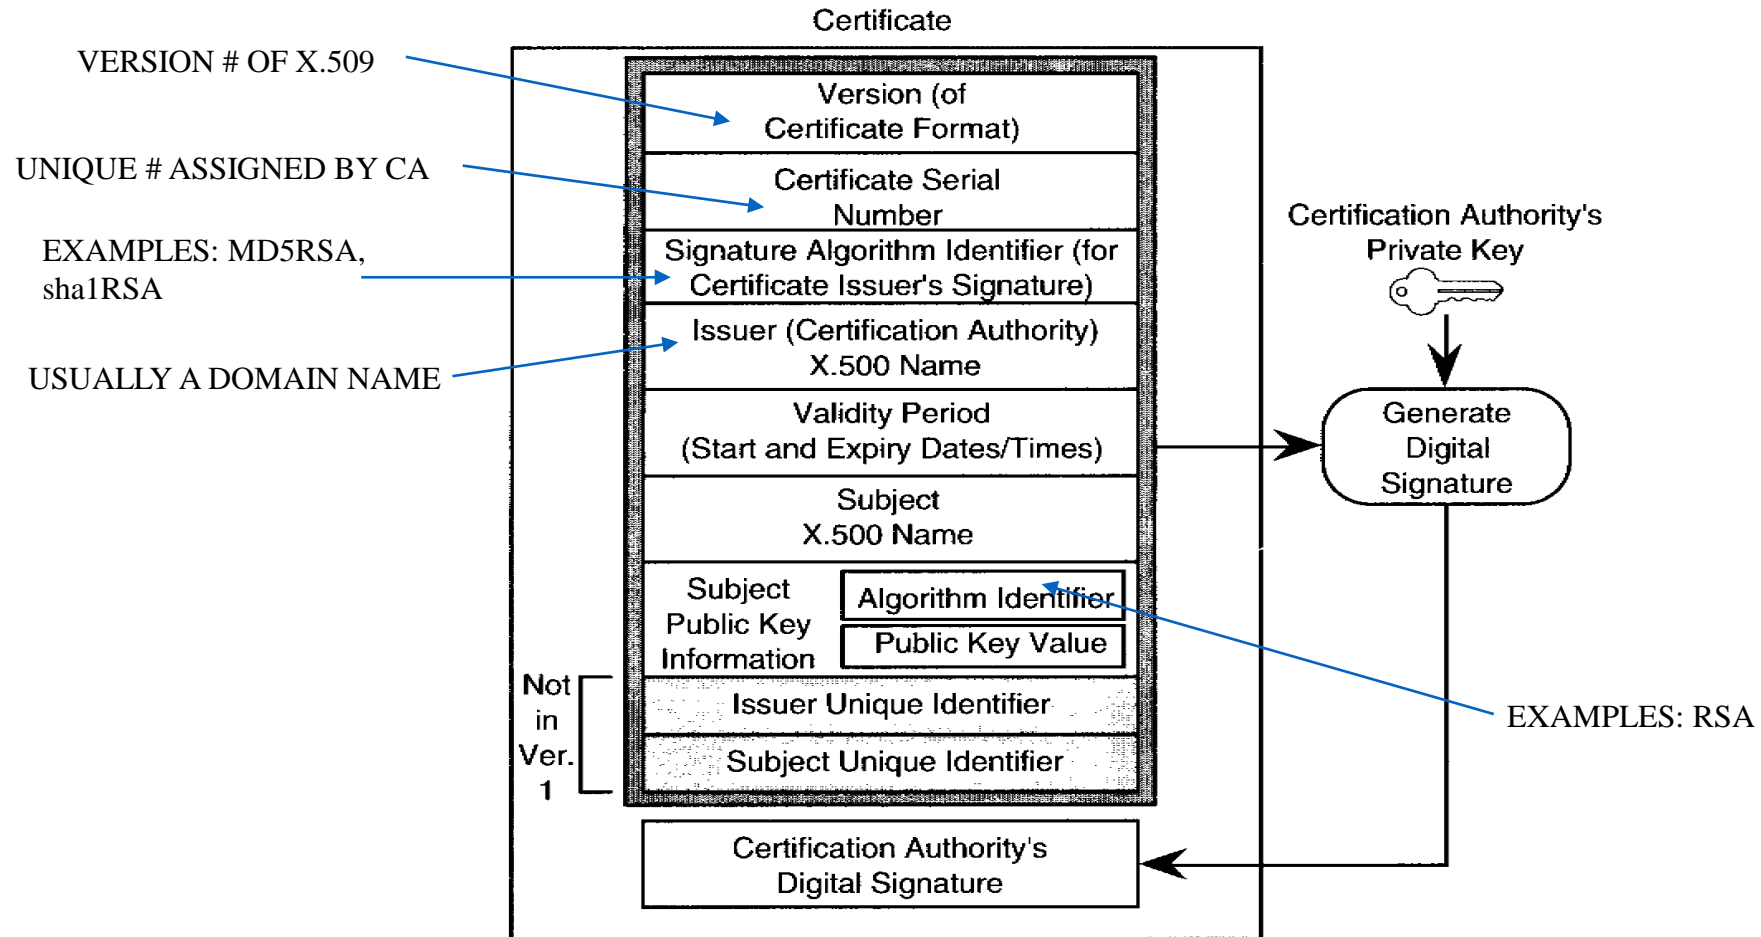 Certificate
VERSION # OF X.509
Version (of
Certificate Format)
UNIQUE # ASSIGNED BY CA
Certificate Serial
Number
EXAMPLES: MD5RSA,
sha1RSA
Signature Algorithm Identifier (for
Certificate Issuer's Signature)
USUALLY A DOMAIN NAME
Issuer (Certification Authority)
X.500 Name
Validity Period
(Start and Expiry Dates/Times)
Subject
X.500 Name
Subject
Public Key
Information
Algorithm Identifier
Public Key Value
EXAMPLES: RSA
Not
in
Ver.
1
Issuer Unique Identifier
Subject Unique Identifier
Certification Authority's
Digital Signature
Certification Authority's
Private Key
Generate
Digital
Signature